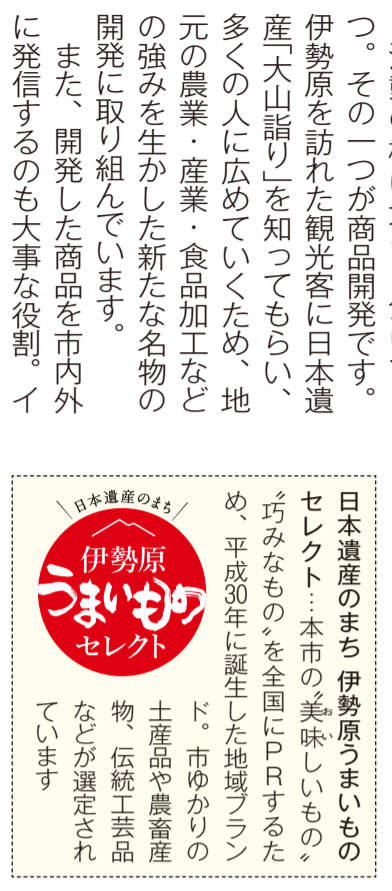 つ。その一つが商品開発です。
伊勢原を訪れた観光客に日本遺
産「大山詣り」を知ってもらい、
多くの人に広めていくため、地
元の農業・産業・食品加工など
の強みを生かした新たな名物の
開発に取り組んでいます。
また、開発した商品を市内外
に発信するのも大事な役割。イ
日本遺産のまち 伊勢原うまいもの
セレクト…本市の〝美味しいもの〟
おい
〝巧みなもの〟を全国にPRするた
め、平成30年に誕生した地域ブラン
ド。市ゆかりの
土産品や農畜産
物、伝統工芸品
などが選定され
ています
日本遺産のまち
伊勢原
うまいもの
セレクト